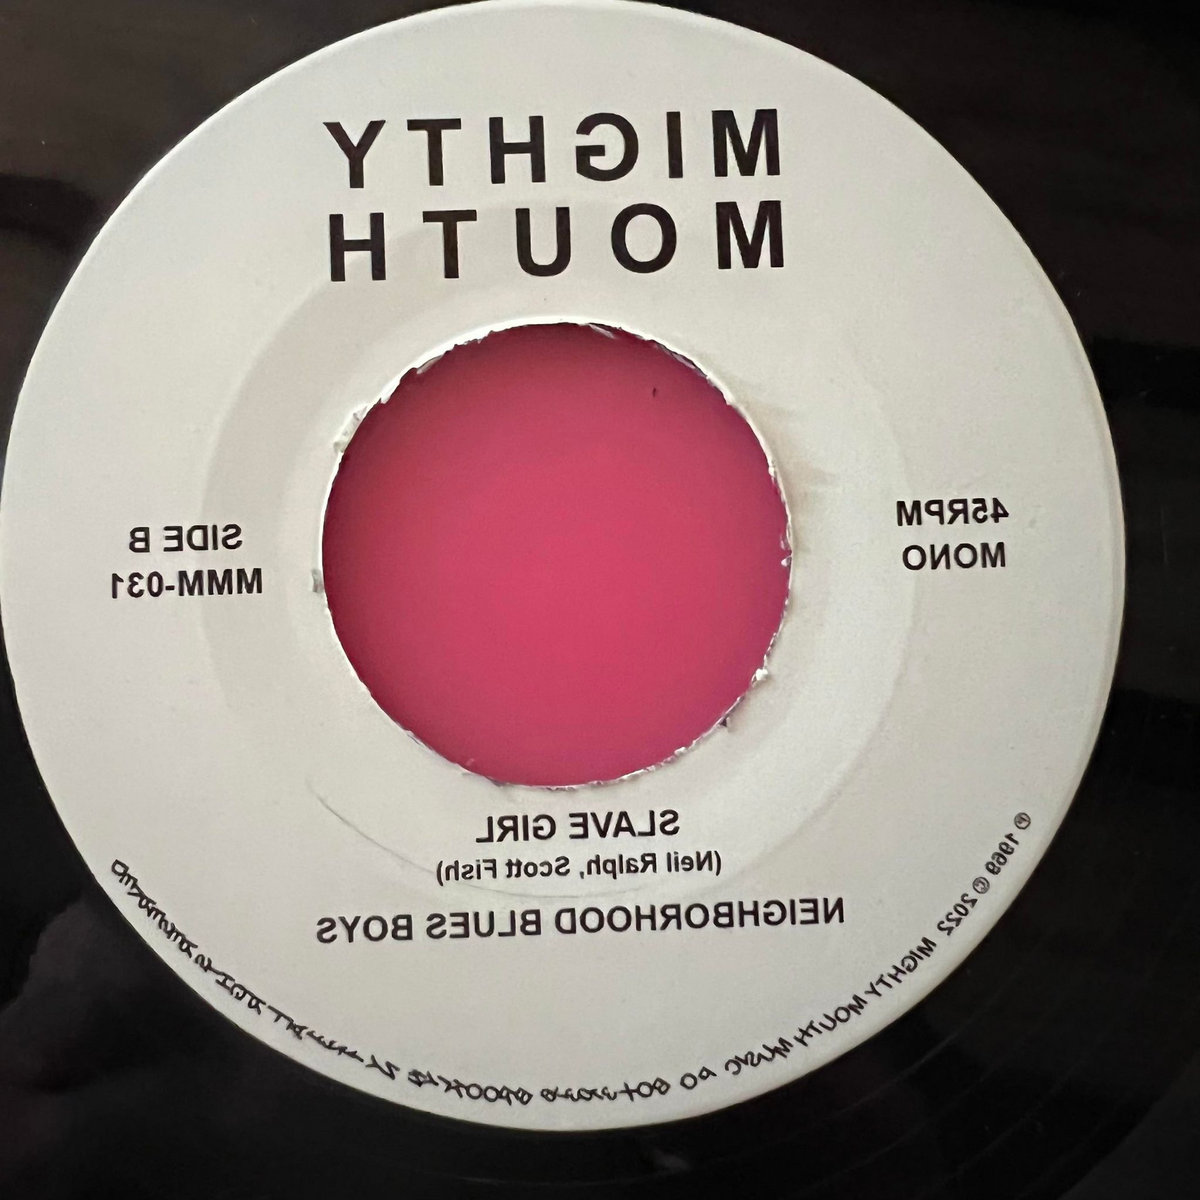 MIGHTY
MOUTH
45RPM
MONO
SIDE B
MMM-031
SLAVE GIRL
(Neil Ralph, Scott Fish)
NEIGHBORHOOD BLUES BOYS
℗ 1969 © 2022 MIGHTY MOUTH MUSIC PO BOX